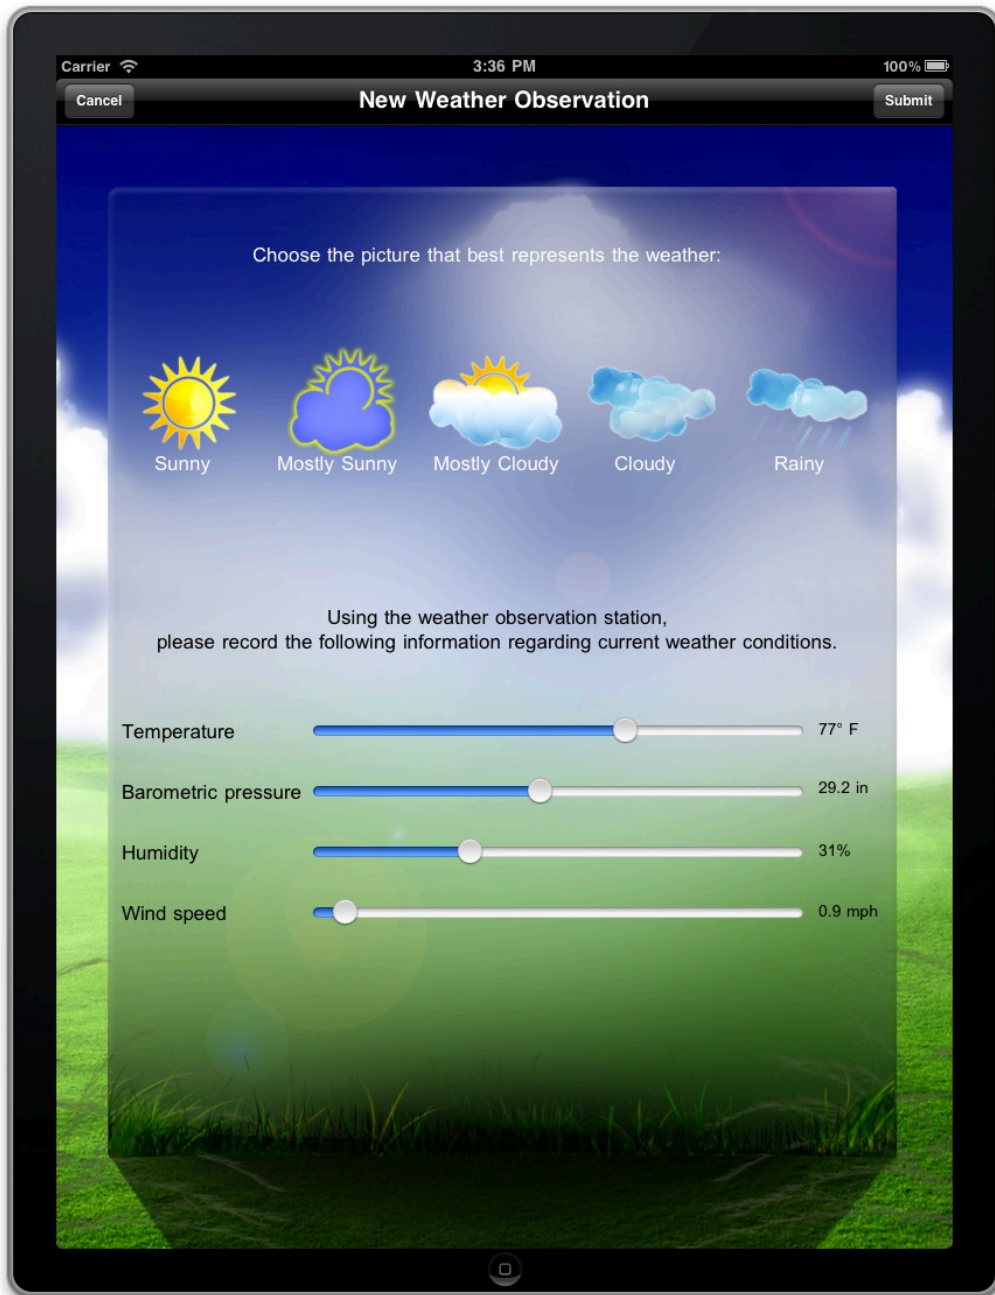 Carrier 3:36 PM 100%
Cancel New Weather Observation Submit
Choose the picture that best represents the weather:
Sunny Mostly Sunny Mostly Cloudy Cloudy Rainy
Using the weather observation station,
please record the following information regarding current weather conditions.
Temperature 77° F
Barometric pressure 29.2 in
Humidity 31%
Wind speed 0.9 mph